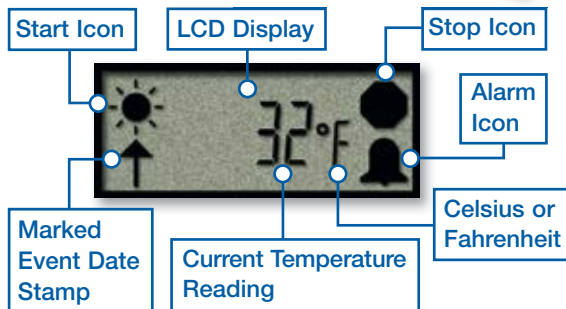 Start Icon
LCD Display
Stop Icon
32°F
Alarm
Icon
Marked
Event Date
Stamp
Current Temperature
Reading
Celsius or
Fahrenheit